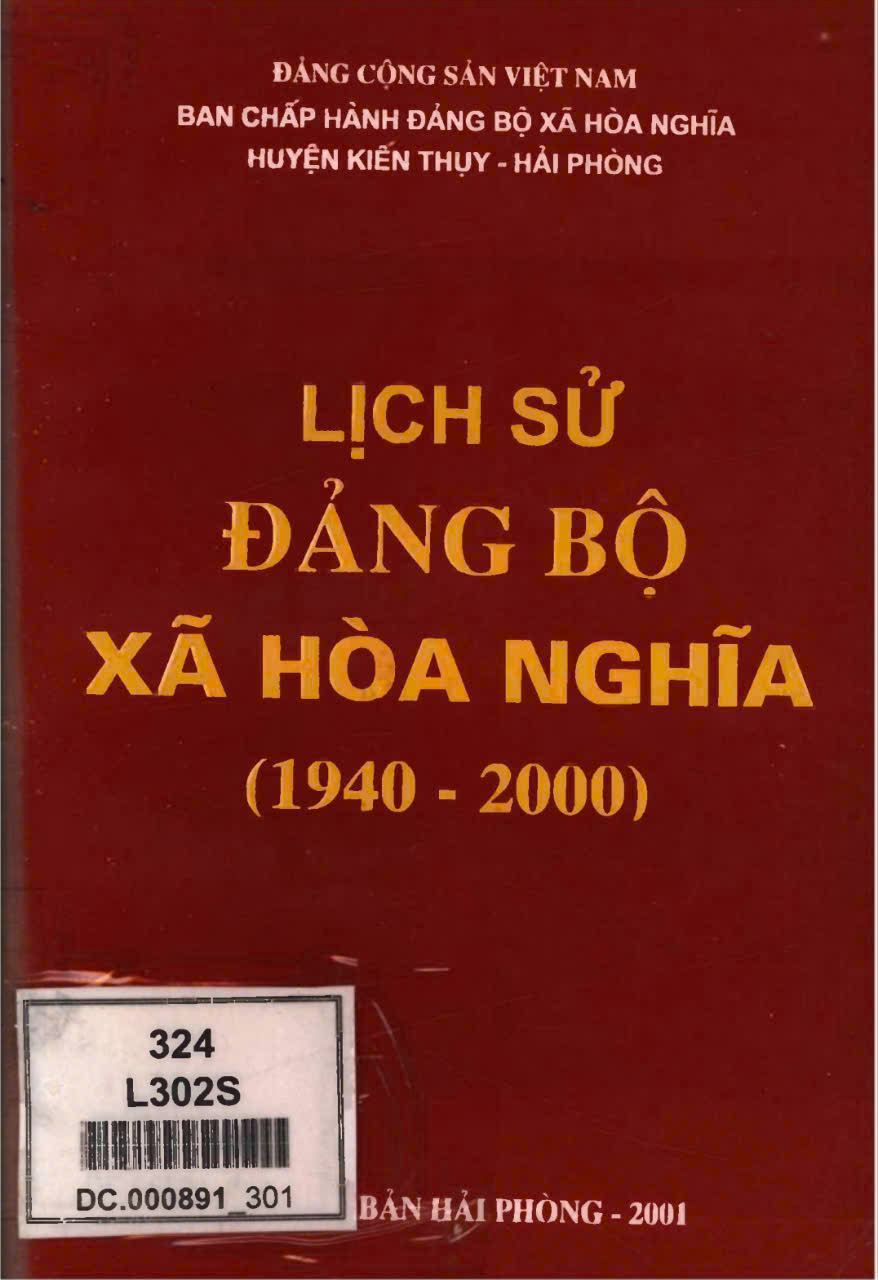 ĐẢNG CỘNG SẢN VIỆT NAM
BAN CHẤP HÀNH ĐẢNG BỘ XÃ HÒA NGHĨA
HUYỆN KIẾN THỤY - HẢI PHÒNG
LỊCH SỬ
ĐẢNG BỘ
XÃ HÒA NGHĨA
(1940 - 2000)
324
L302S
DC.000891_301
BẢN HẢI PHÒNG - 2001